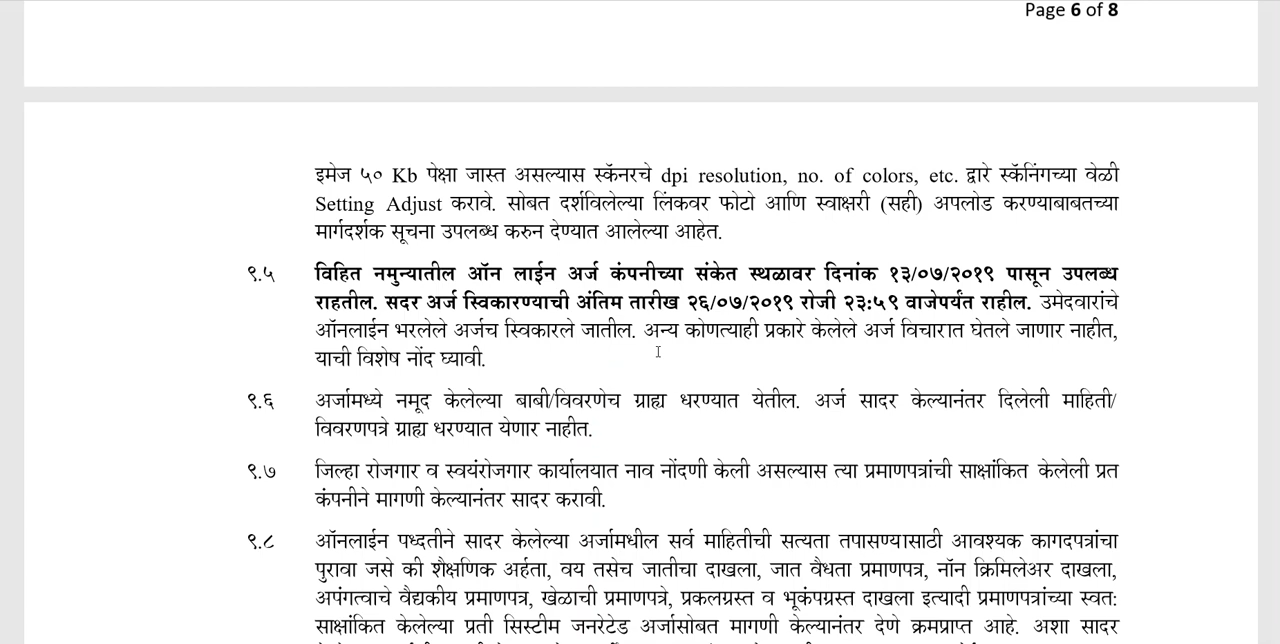 Page 6 of 8
इमेज ५० Kb पेक्षा जास्त असल्यास स्कॅनरचे dpi resolution, no. of colors, etc. द्वारे स्कॅनिंगच्या वेळी
Setting Adjust करावे. सोबत दर्शविलेल्या लिंकवर फोटो आणि स्वाक्षरी (सही) अपलोड करण्याबाबतच्या
मार्गदर्शक सूचना उपलब्ध करुन देण्यात आलेल्या आहेत.
९.५ विहित नमुन्यातील ऑन लाईन अर्ज कंपनीच्या संकेत स्थळावर दिनांक १३/०७/२०१९ पासून उपलब्ध
राहतील. सदर अर्ज स्विकारण्याची अंतिम तारीख २६/०७/२०१९ रोजी २३:५९ वाजेपर्यंत राहील. उमेदवारांचे
ऑनलाईन भरलेले अर्जच स्विकारले जातील. अन्य कोणत्याही प्रकारे केलेले अर्ज विचारात घेतले जाणार नाहीत,
याची विशेष नोंद घ्यावी.
९.६ अर्जामध्ये नमूद केलेल्या बाबी/विवरणेच ग्राह्य धरण्यात येतील. अर्ज सादर केल्यानंतर दिलेली माहिती/
विवरणपत्रे ग्राह्य धरण्यात येणार नाहीत.
९.७ जिल्हा रोजगार व स्वयंरोजगार कार्यालयात नाव नोंदणी केली असल्यास त्या प्रमाणपत्रांची साक्षांकित केलेली प्रत
कंपनीने मागणी केल्यानंतर सादर करावी.
९.८ ऑनलाईन पध्दतीने सादर केलेल्या अर्जामधील सर्व माहितीची सत्यता तपासण्यासाठी आवश्यक कागदपत्रांचा
पुरावा जसे की शैक्षणिक अर्हता, वय तसेच जातीचा दाखला, जात वैधता प्रमाणपत्र, नॉन क्रिमिलेअर दाखला,
अपंगत्वाचे वैद्यकीय प्रमाणपत्र, खेळाची प्रमाणपत्रे, प्रकलग्रस्त व भूकंपग्रस्त दाखला इत्यादी प्रमाणपत्रांच्या स्वत:
साक्षांकित केलेल्या प्रती सिस्टीम जनरेटेड अर्जासोबत मागणी केल्यानंतर देणे क्रमप्राप्त आहे. अशा सादर